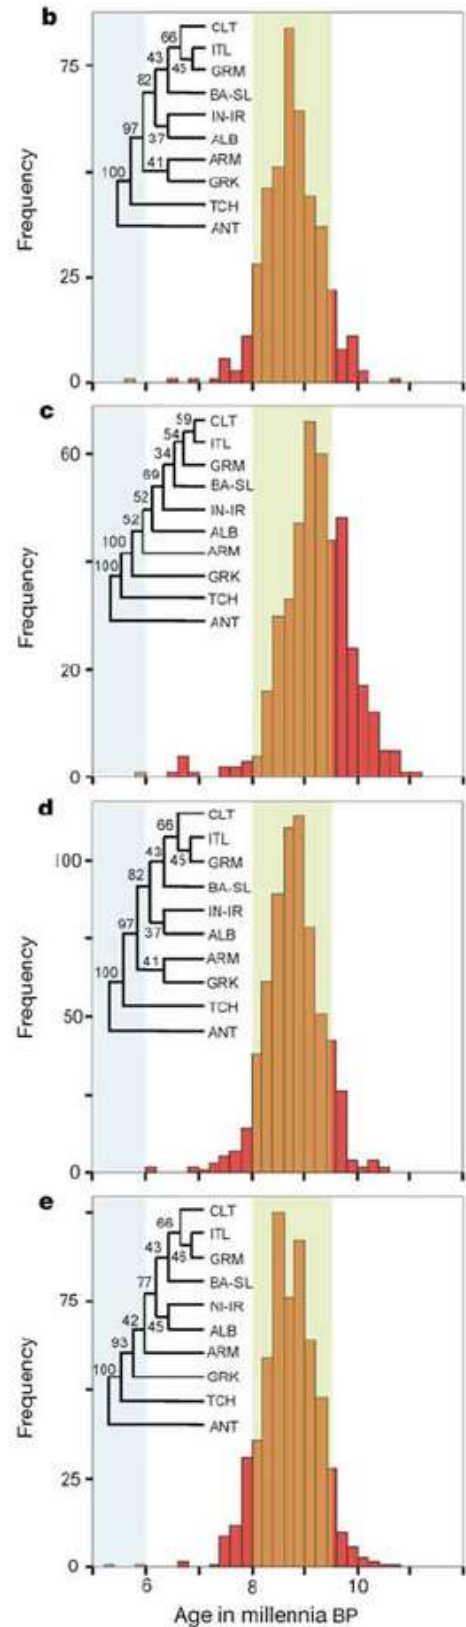 b
66
CLT
ITL
43
45
GRM
75
82
BA-SL
IN-IR
97
37
ALB
41
ARM
100
GRK
TCH
ANT
Frequency
25
0
c
59
CLT
54
ITL
60
34
GRM
69
BA-SL
52
IN-IR
52
ALB
100
ARM
100
GRK
TCH
ANT
Frequency
20
0
d
66
CLT
ITL
43
45
GRM
100
82
BA-SL
IN-IR
97
37
ALB
41
ARM
100
GRK
TCH
ANT
Frequency
50
0
e
66
CLT
ITL
43
45
GRM
77
BA-SL
75
NI-IR
42
45
ALB
93
ARM
100
GRK
TCH
ANT
Frequency
25
0
6 8 10
Age in millennia BP